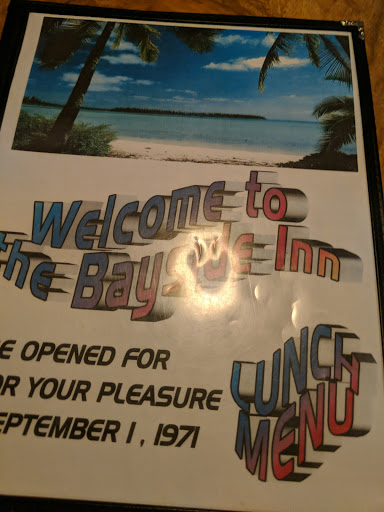 Welcome to
the Bayside Inn
E OPENED FOR
OR YOUR PLEASURE
EPTEMBER 1, 1971
LUNCH
MENU